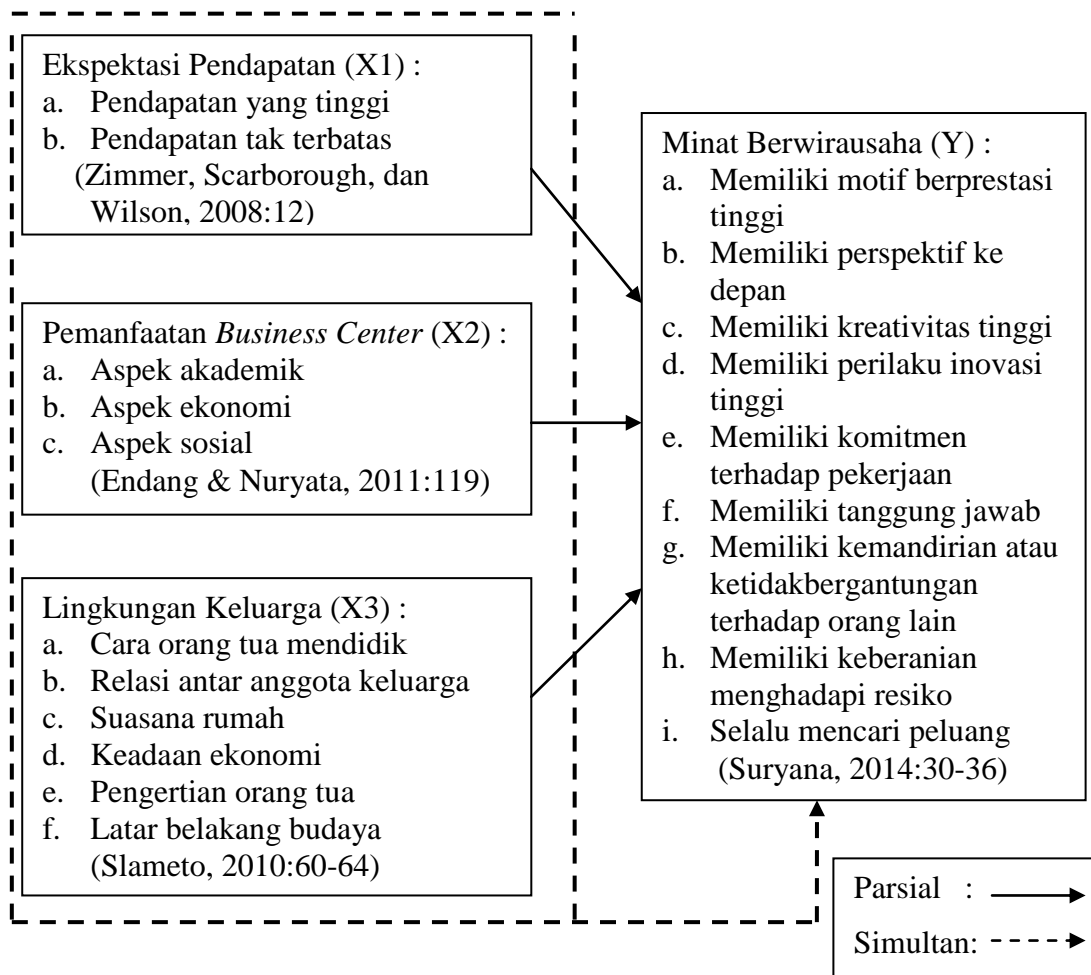 Ekspektasi Pendapatan (X1) :
a. Pendapatan yang tinggi
b. Pendapatan tak terbatas
(Zimmer, Scarborough, dan
Wilson, 2008:12)
Pemanfaatan Business Center (X2) :
a. Aspek akademik
b. Aspek ekonomi
c. Aspek sosial
(Endang & Nuryata, 2011:119)
Lingkungan Keluarga (X3) :
a. Cara orang tua mendidik
b. Relasi antar anggota keluarga
c. Suasana rumah
d. Keadaan ekonomi
e. Pengertian orang tua
f. Latar belakang budaya
(Slameto, 2010:60-64)
Minat Berwirausaha (Y) :
a. Memiliki motif berprestasi
tinggi
b. Memiliki perspektif ke
depan
c. Memiliki kreativitas tinggi
d. Memiliki perilaku inovasi
tinggi
e. Memiliki komitmen
terhadap pekerjaan
f. Memiliki tanggung jawab
g. Memiliki kemandirian atau
ketidakbergantungan
terhadap orang lain
h. Memiliki keberanian
menghadapi resiko
i. Selalu mencari peluang
(Suryana, 2014:30-36)
Parsial :
Simultan: